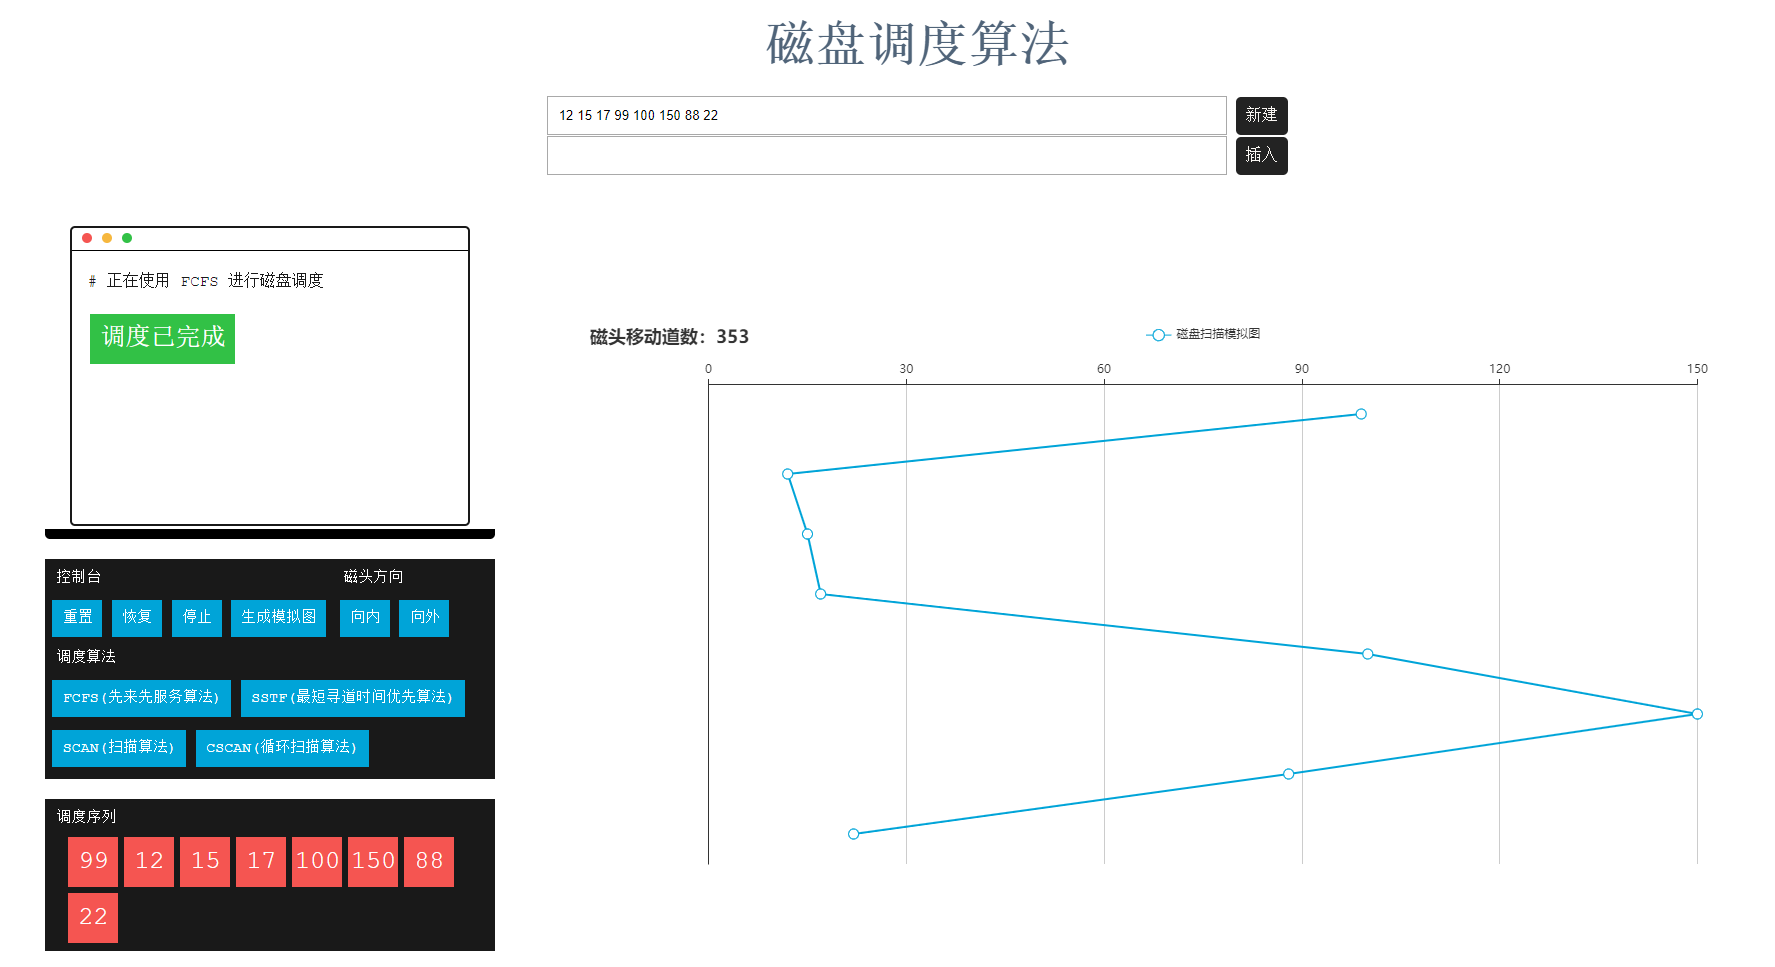 磁盘调度算法
12 15 17 99 100 150 88 22
新建
插入
# 正在使用 FCFS 进行磁盘调度
调度已完成
磁头移动道数：353
磁盘扫描模拟图
0 30 60 90 120 150
控制台 磁头方向
重置 恢复 停止 生成模拟图 向内 向外
调度算法
FCFS(先来先服务算法) SSTF(最短寻道时间优先算法)
SCAN(扫描算法) CSCAN(循环扫描算法)
调度序列
99 12 15 17 100 150 88
22